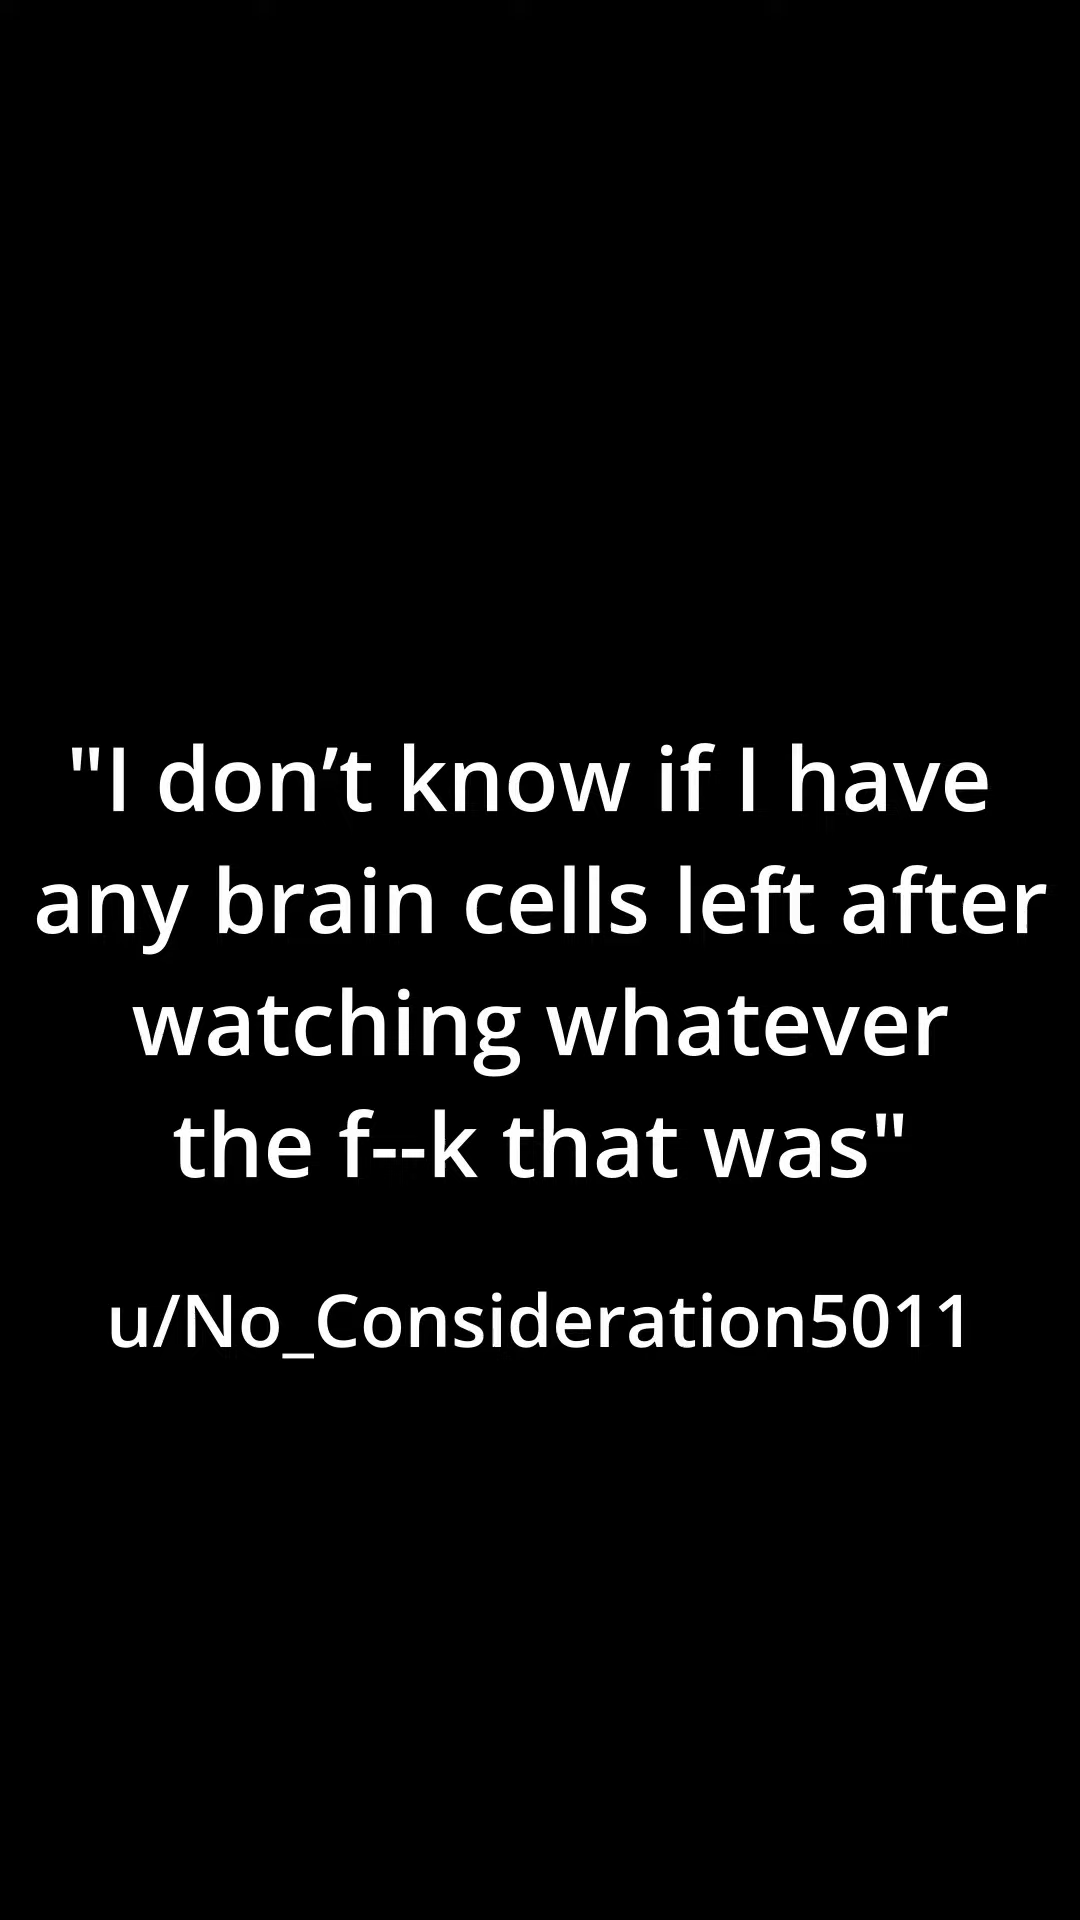 "I don’t know if I have
any brain cells left after
watching whatever
the f--k that was"
u/No_Consideration5011